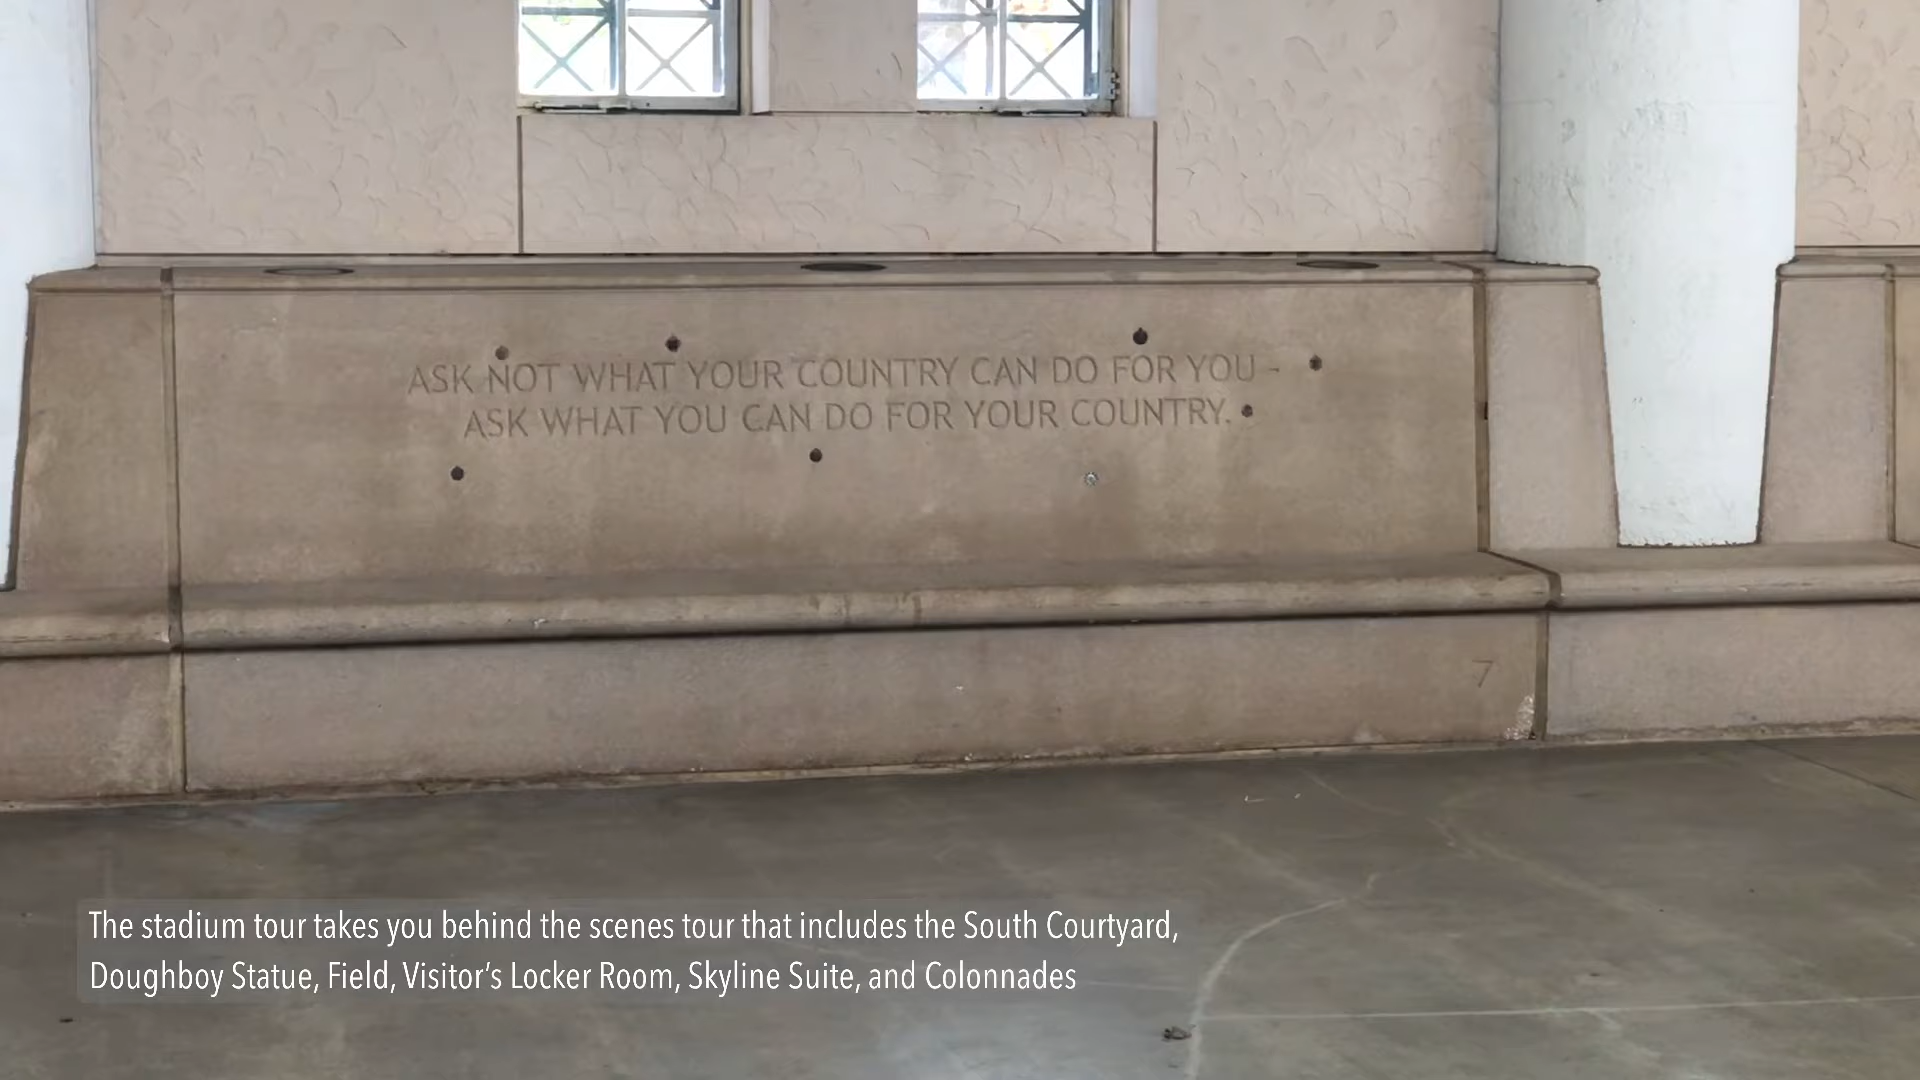 ASK NOT WHAT YOUR COUNTRY CAN DO FOR YOU -
ASK WHAT YOU CAN DO FOR YOUR COUNTRY.
7
The stadium tour takes you behind the scenes tour that includes the South Courtyard,
Doughboy Statue, Field, Visitor’s Locker Room, Skyline Suite, and Colonnades